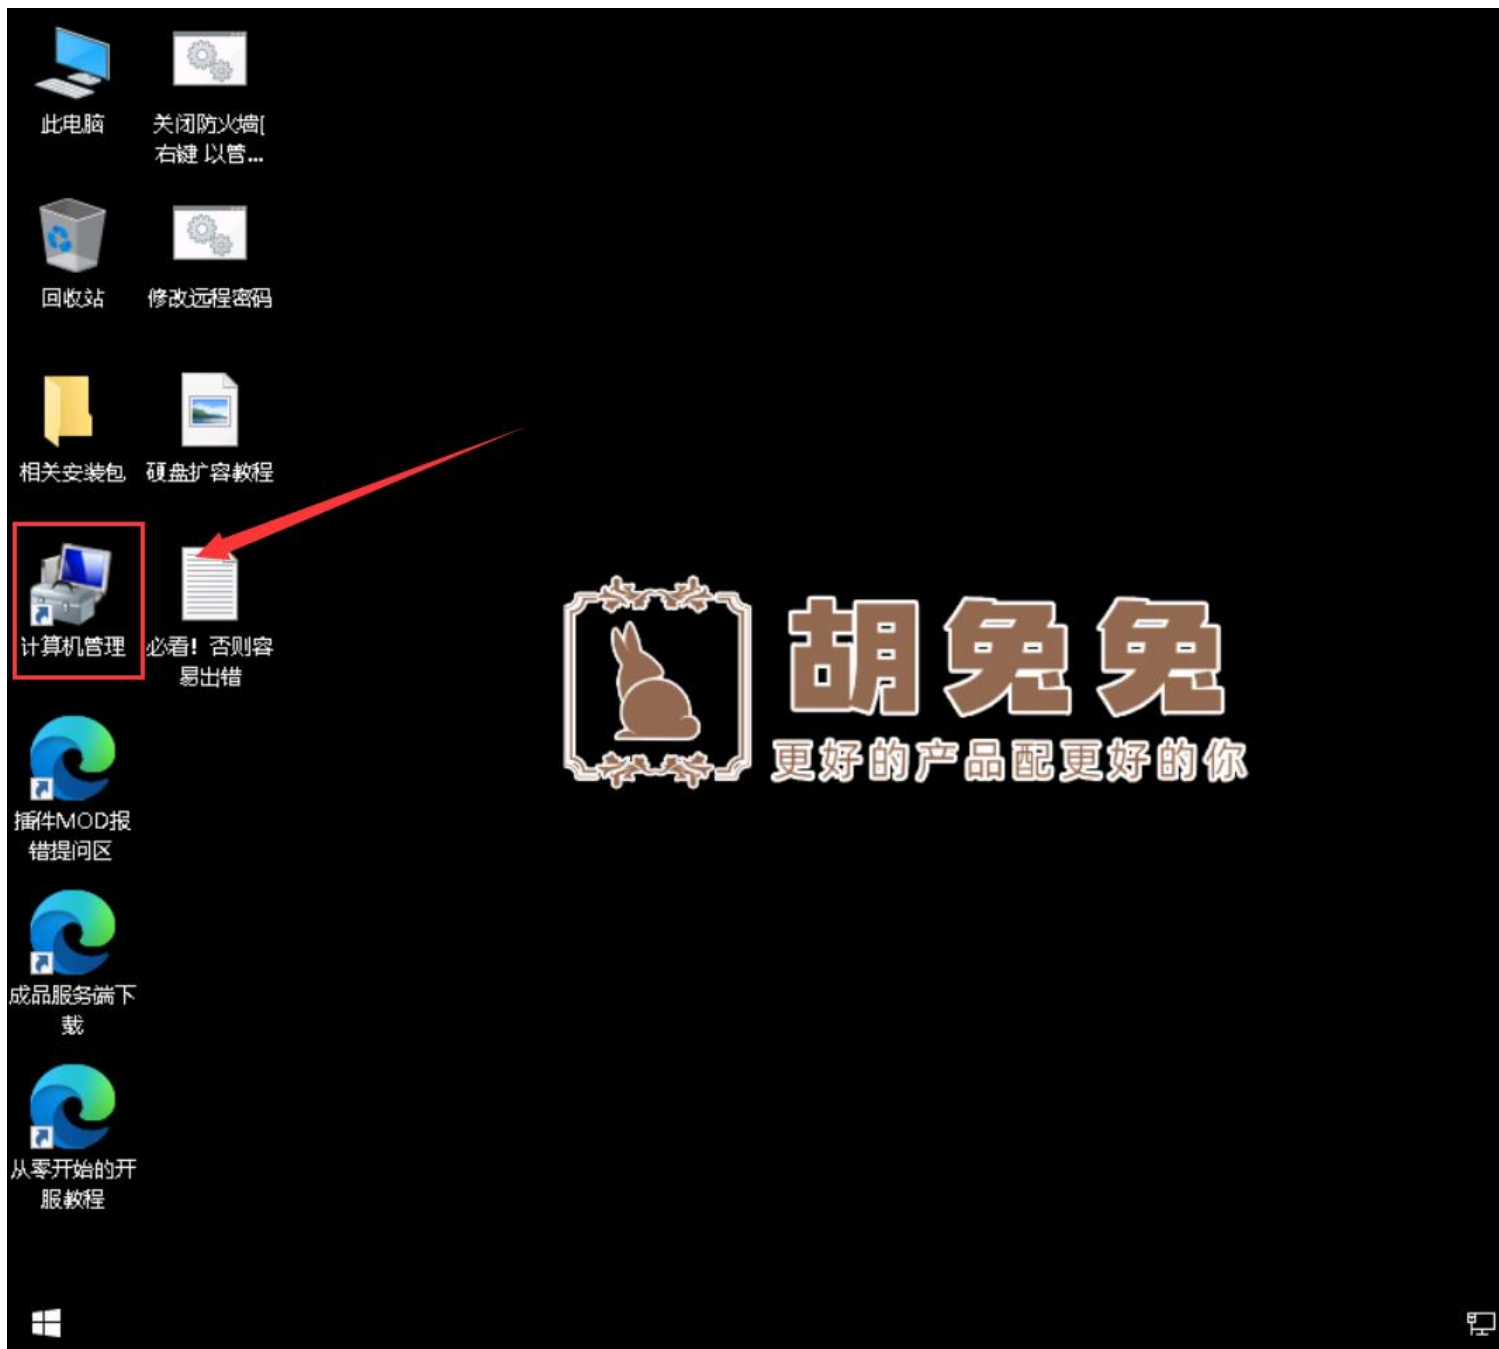 此电脑
关闭防火墙[
右键 以管...
回收站
修改远程密码
相关安装包
硬盘扩容教程
计算机管理
必看！否则容
易出错
插件MOD报
错提问区
成品服务端下
载
从零开始的开
服教程
胡兔兔
更好的产品配更好的你